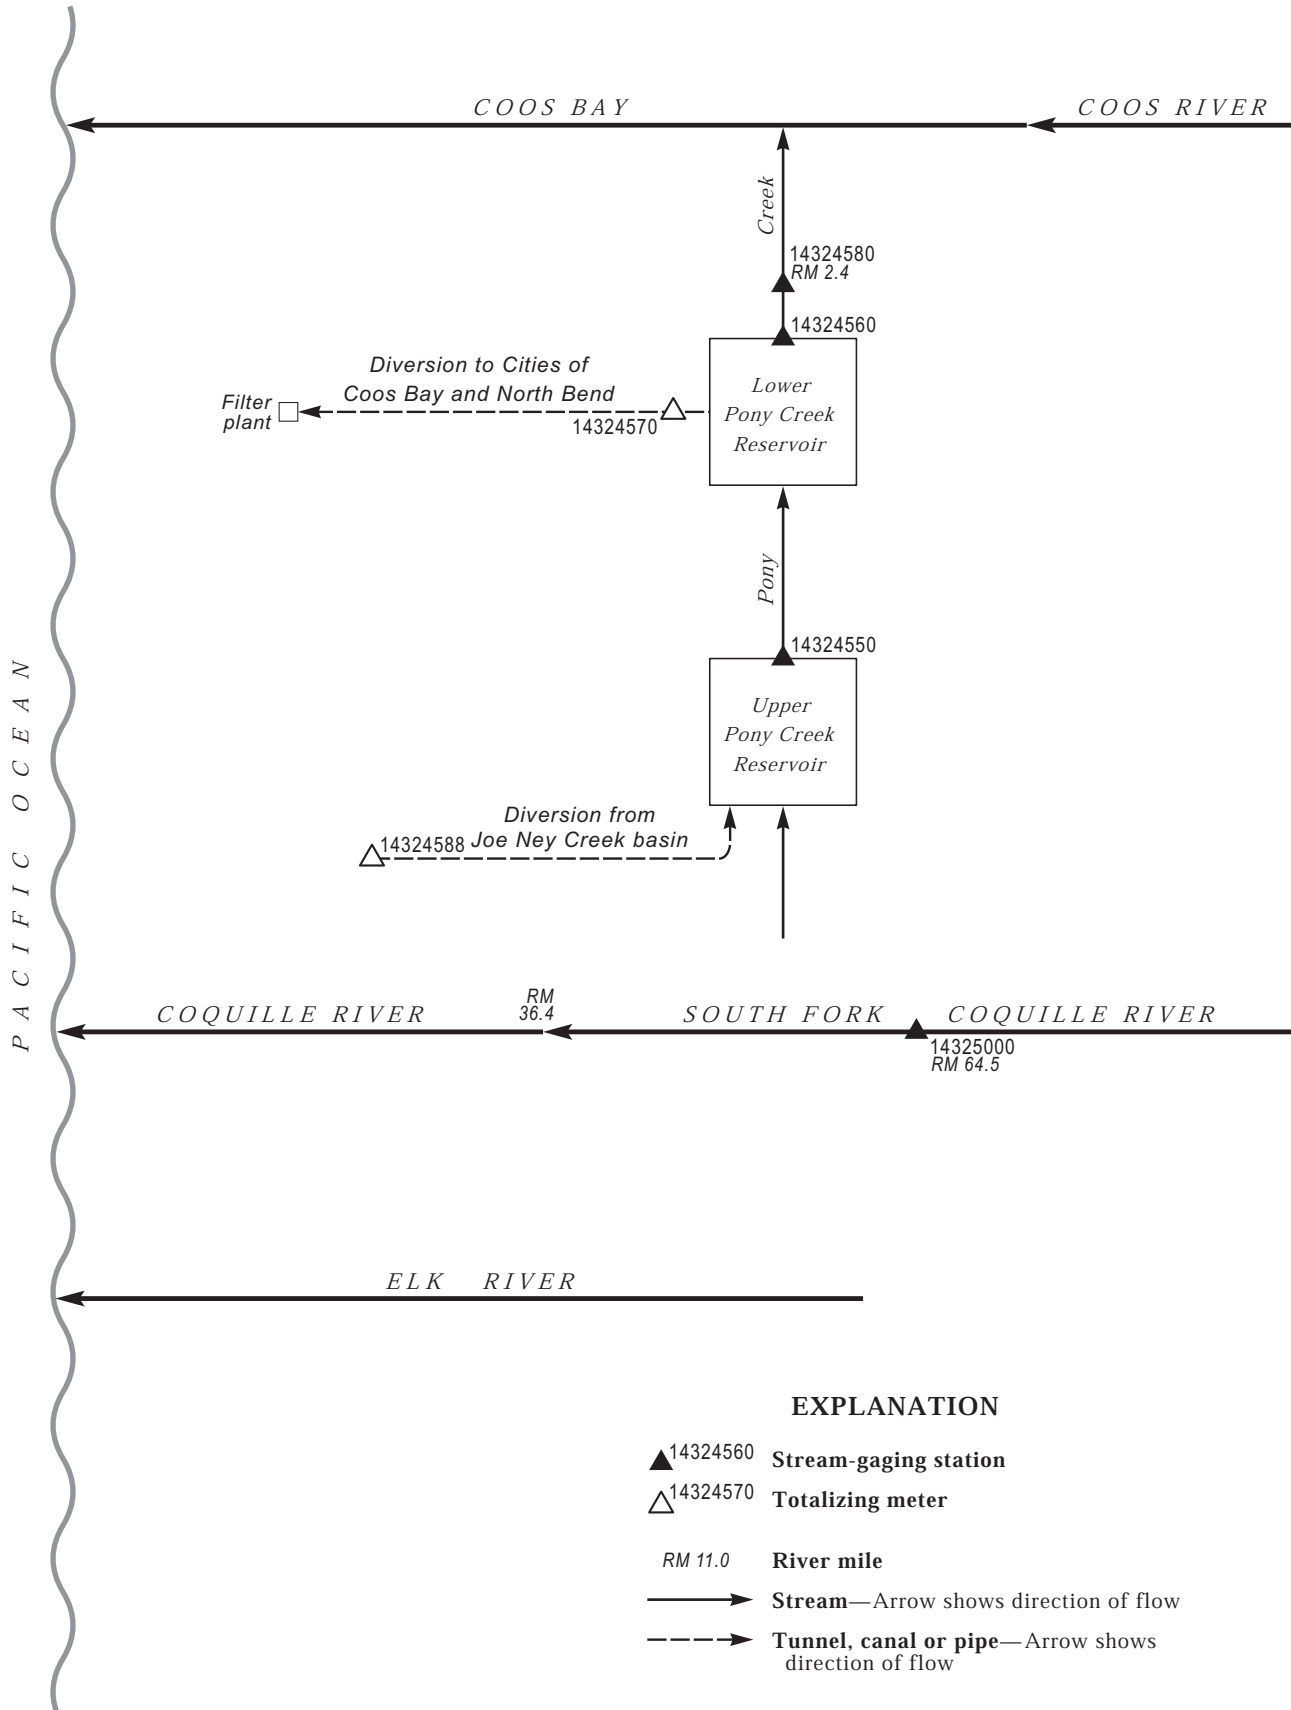 COOS BAY
COOS RIVER
Creek
14324580
RM 2.4
14324560
Diversion to Cities of
Coos Bay and North Bend
Filter
plant
14324570
Lower
Pony Creek
Reservoir
Pony
14324550
Upper
Pony Creek
Reservoir
Diversion from
Joe Ney Creek basin
14324588
PACIFIC OCEAN
COQUILLE RIVER
RM
36.4
SOUTH FORK COQUILLE RIVER
14325000
RM 64.5
ELK RIVER
EXPLANATION
14324560 Stream-gaging station
14324570 Totalizing meter
RM 11.0 River mile
Stream—Arrow shows direction of flow
Tunnel, canal or pipe—Arrow shows
direction of flow